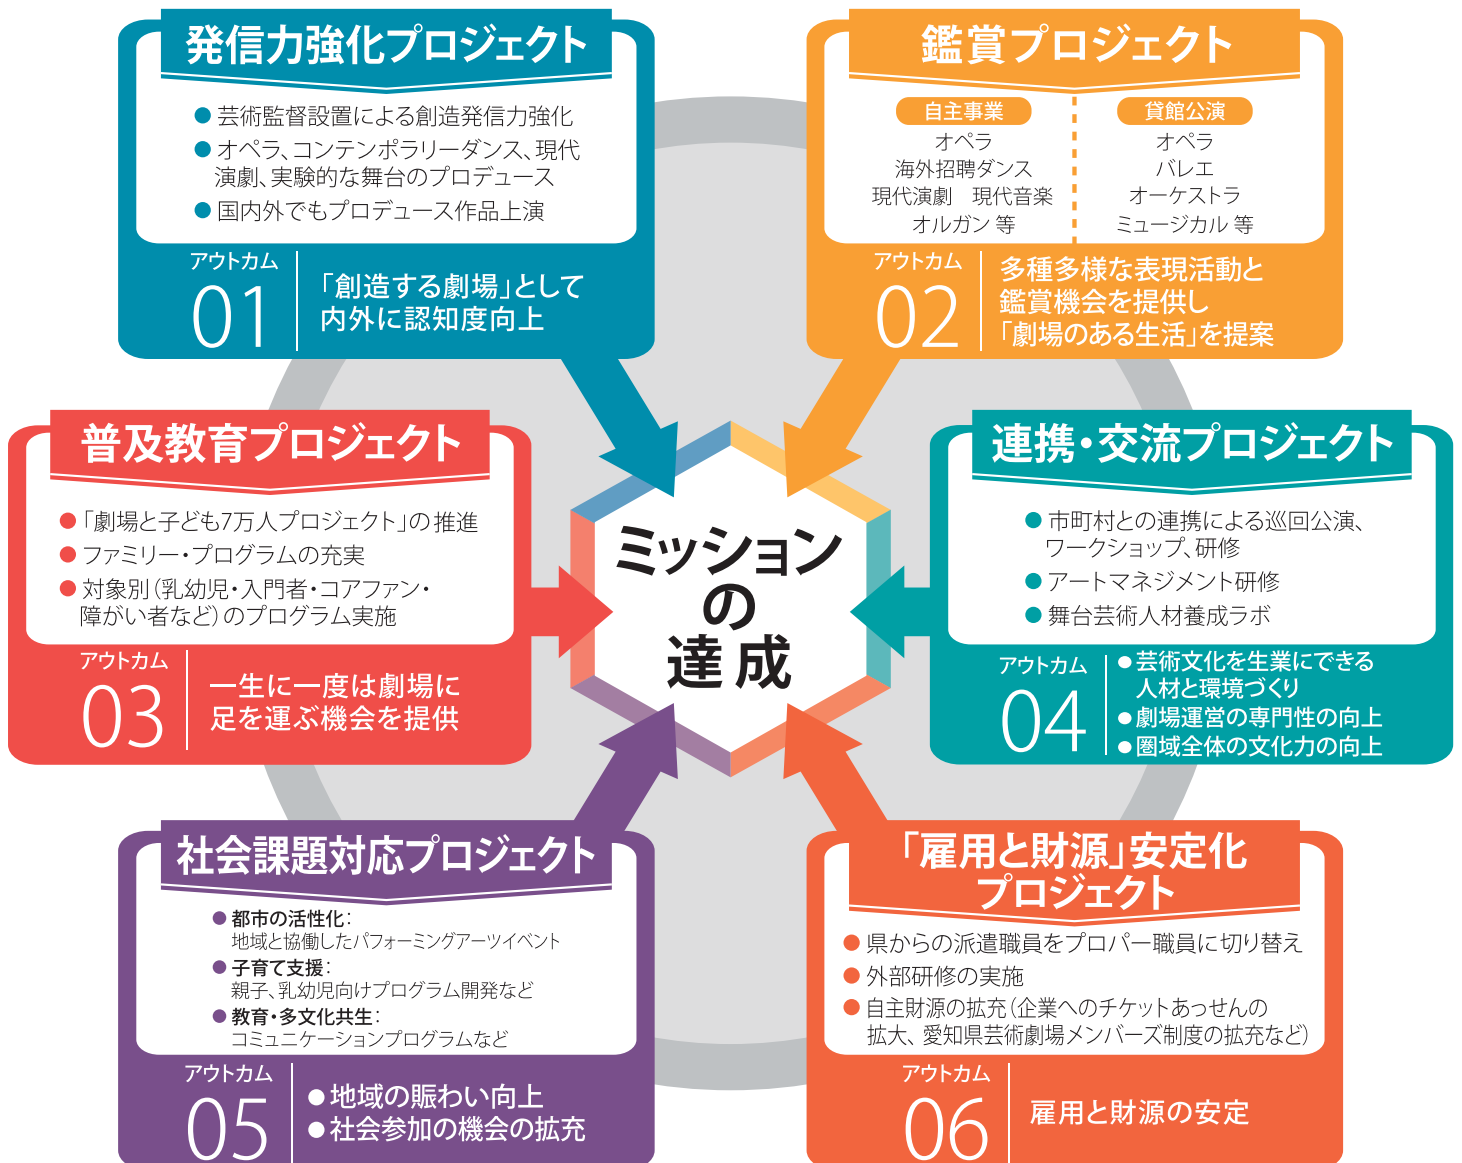 発信力強化プロジェクト
●芸術監督設置による創造発信力強化
●オペラ、コンテンポラリーダンス、現代
演劇、実験的な舞台のプロデュース
●国内外でもプロデュース作品上演
アウトカム
01
「創造する劇場」として
内外に認知度向上
鑑賞プロジェクト
自主事業
オペラ
海外招聘ダンス
現代演劇　現代音楽
オルガン 等
貸館公演
オペラ
バレエ
オーケストラ
ミュージカル 等
アウトカム
02
多種多様な表現活動と
鑑賞機会を提供し
「劇場のある生活」を提案
普及教育プロジェクト
●「劇場と子ども7万人プロジェクト」の推進
●ファミリー・プログラムの充実
●対象別（乳幼児・入門者・コアファン・
障がい者など）のプログラム実施
アウトカム
03
一生に一度は劇場に
足を運ぶ機会を提供
ミッション
の
達成
連携・交流プロジェクト
●市町村との連携による巡回公演、
ワークショップ、研修
●アートマネジメント研修
●舞台芸術人材養成ラボ
アウトカム
04
●芸術文化を生業にできる
人材と環境づくり
●劇場運営の専門性の向上
●圏域全体の文化力の向上
社会課題対応プロジェクト
●都市の活性化：
地域と協働したパフォーミングアーツイベント
●子育て支援：
親子、乳幼児向けプログラム開発など
●教育・多文化共生：
コミュニケーションプログラムなど
アウトカム
05
●地域の賑わい向上
●社会参加の機会の拡充
「雇用と財源」安定化
プロジェクト
●県からの派遣職員をプロパー職員に切り替え
●外部研修の実施
●自主財源の拡充（企業へのチケットあっせんの
拡大、愛知県芸術劇場メンバーズ制度の拡充など）
アウトカム
06
雇用と財源の安定